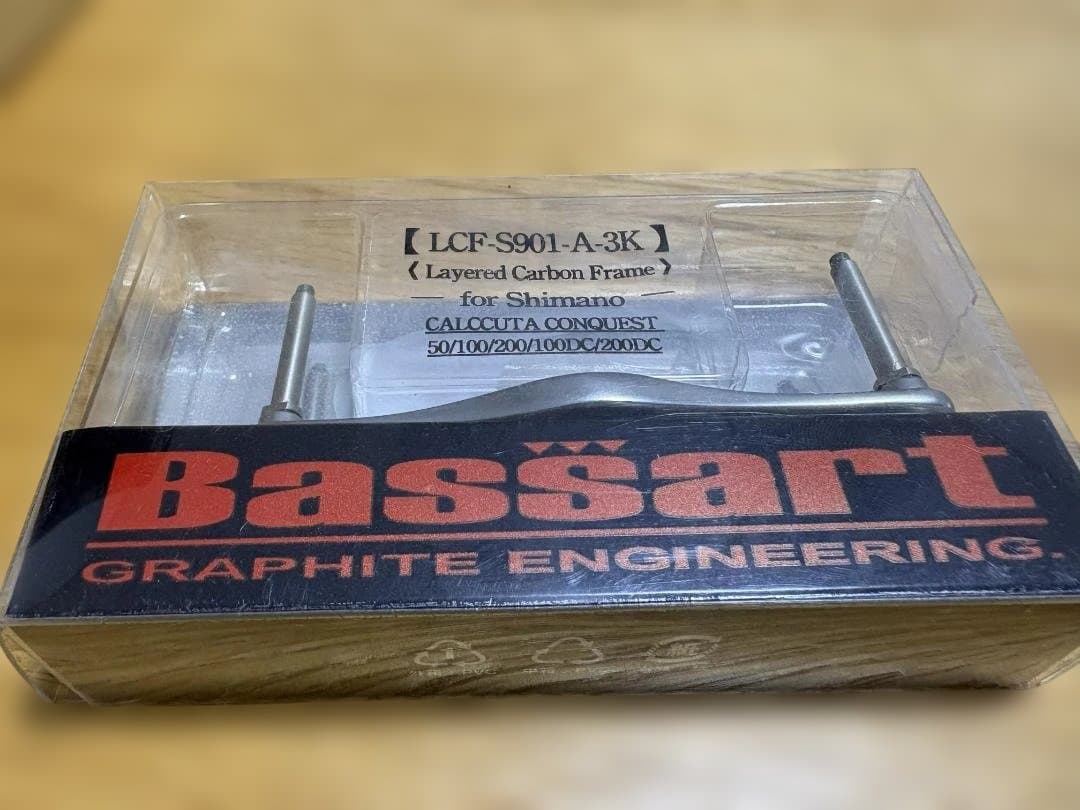 【 LCF-S901-A-3K 】
《 Layered Carbon Frame 》
— for Shimano —
CALCCUTA CONQUEST
50/100/200/100DC/200DC
Bassart
GRAPHITE ENGINEERING.